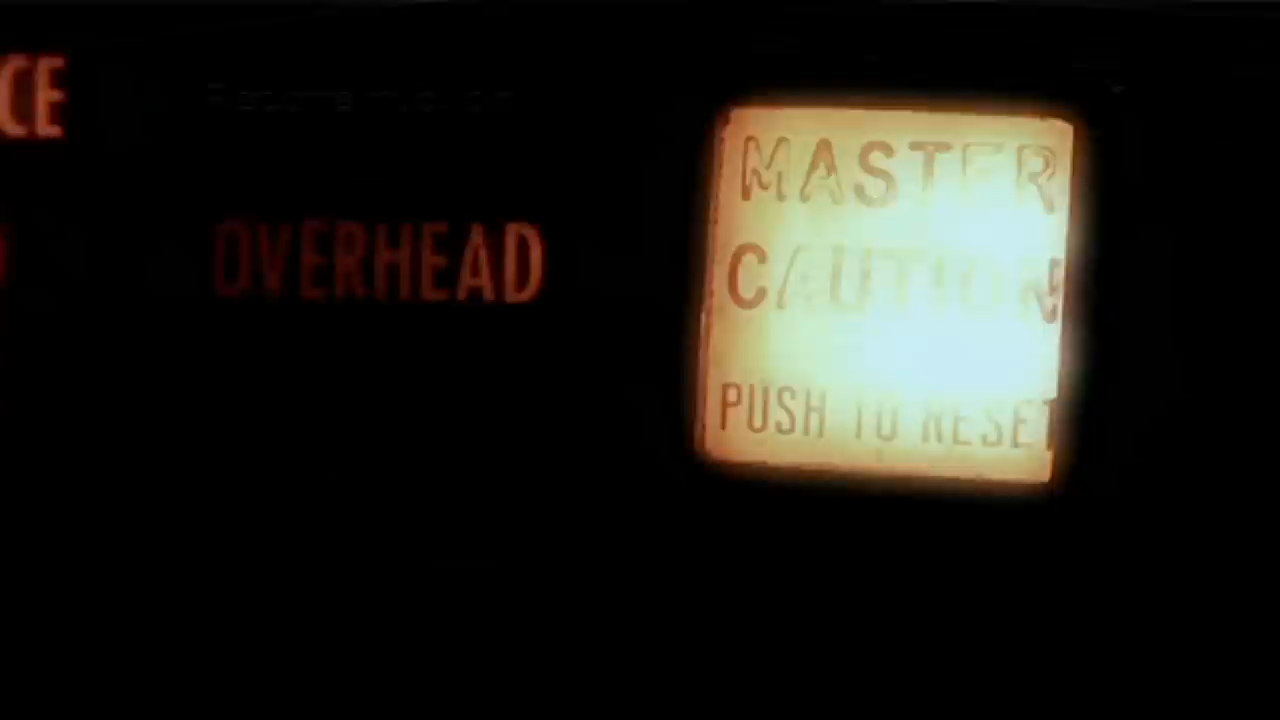 CE
OVERHEAD
MASTER
CAUTION
PUSH TO RESET